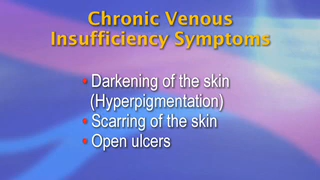 Chronic Venous
Insufficiency Symptoms
• Darkening of the skin
(Hyperpigmentation)
• Scarring of the skin
• Open ulcers